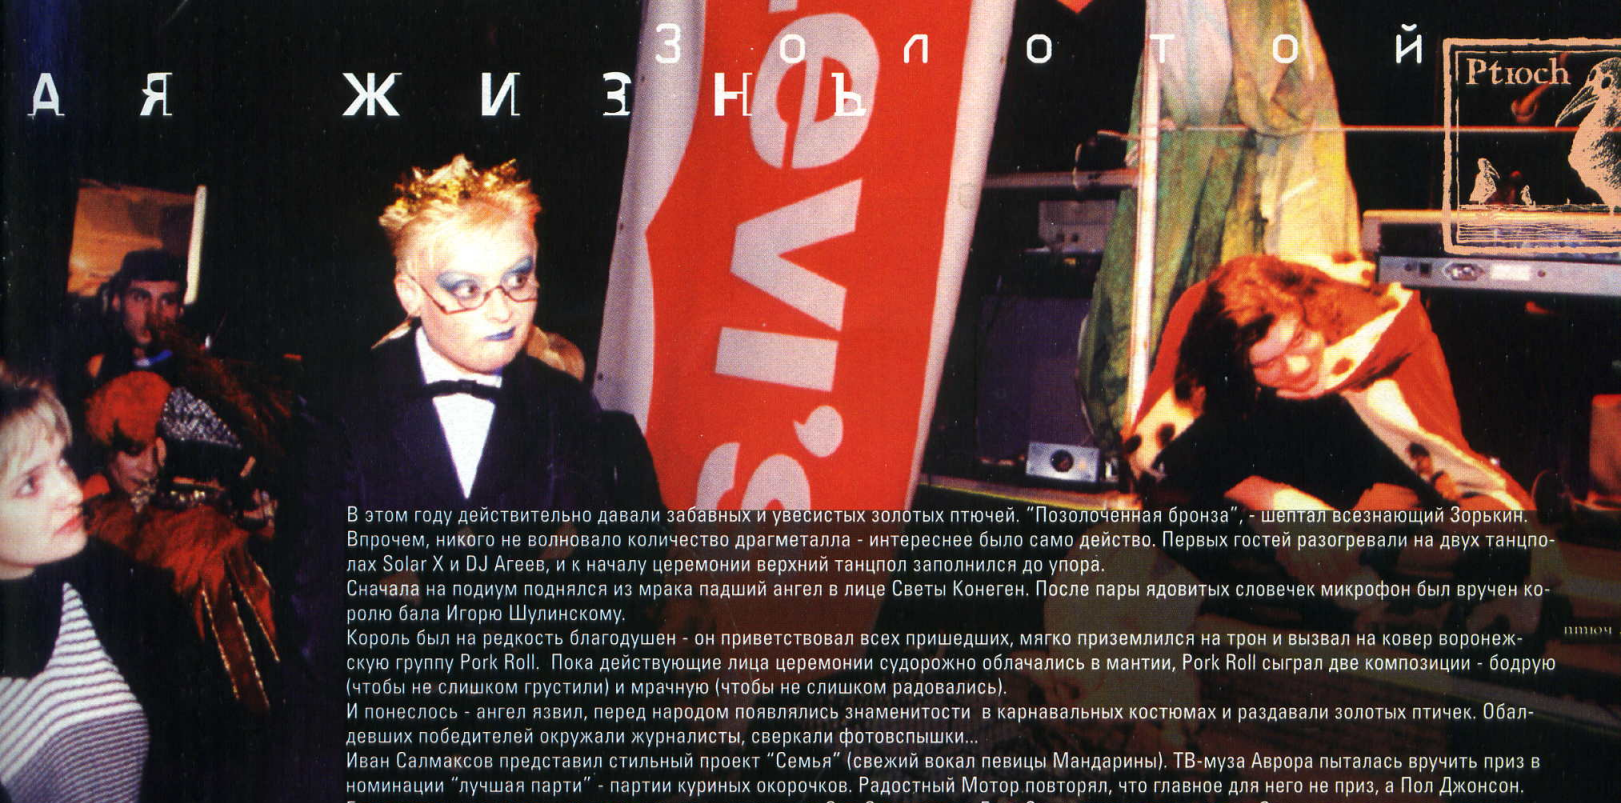 золотой
ая жизнь
Levi's
Ptюch
В этом году действительно давали забавных и увесистых золотых птючей. “Позолоченная бронза”, - шептал всезнающий Зорькин.
Впрочем, никого не волновало количество драгметалла - интереснее было само действо. Первых гостей разогревали на двух танцпо-
лах Solar X и DJ Агеев, и к началу церемонии верхний танцпол заполнился до упора.
Сначала на подиум поднялся из мрака падший ангел в лице Светы Конеген. После пары ядовитых словечек микрофон был вручен ко-
ролю бала Игорю Шулинскому.
Король был на редкость благодушен - он приветствовал всех пришедших, мягко приземлился на трон и вызвал на ковер воронеж-
скую группу Pork Roll. Пока действующие лица церемонии судорожно облачались в мантии, Pork Roll сыграл две композиции - бодрую
(чтобы не слишком грустили) и мрачную (чтобы не слишком радовались).
И понеслось - ангел язвил, перед народом появлялись знаменитости в карнавальных костюмах и раздавали золотых птичек. Обал-
девших победителей окружали журналисты, сверкали фотовспышки...
Иван Салмаксов представил стильный проект “Семья” (свежий вокал певицы Мандарины). ТВ-муза Аврора пыталась вручить приз в
номинации “лучшая парти” - партии куриных окорочков. Радостный Мотор повторял, что главное для него не приз, а Пол Джонсон.
птюч